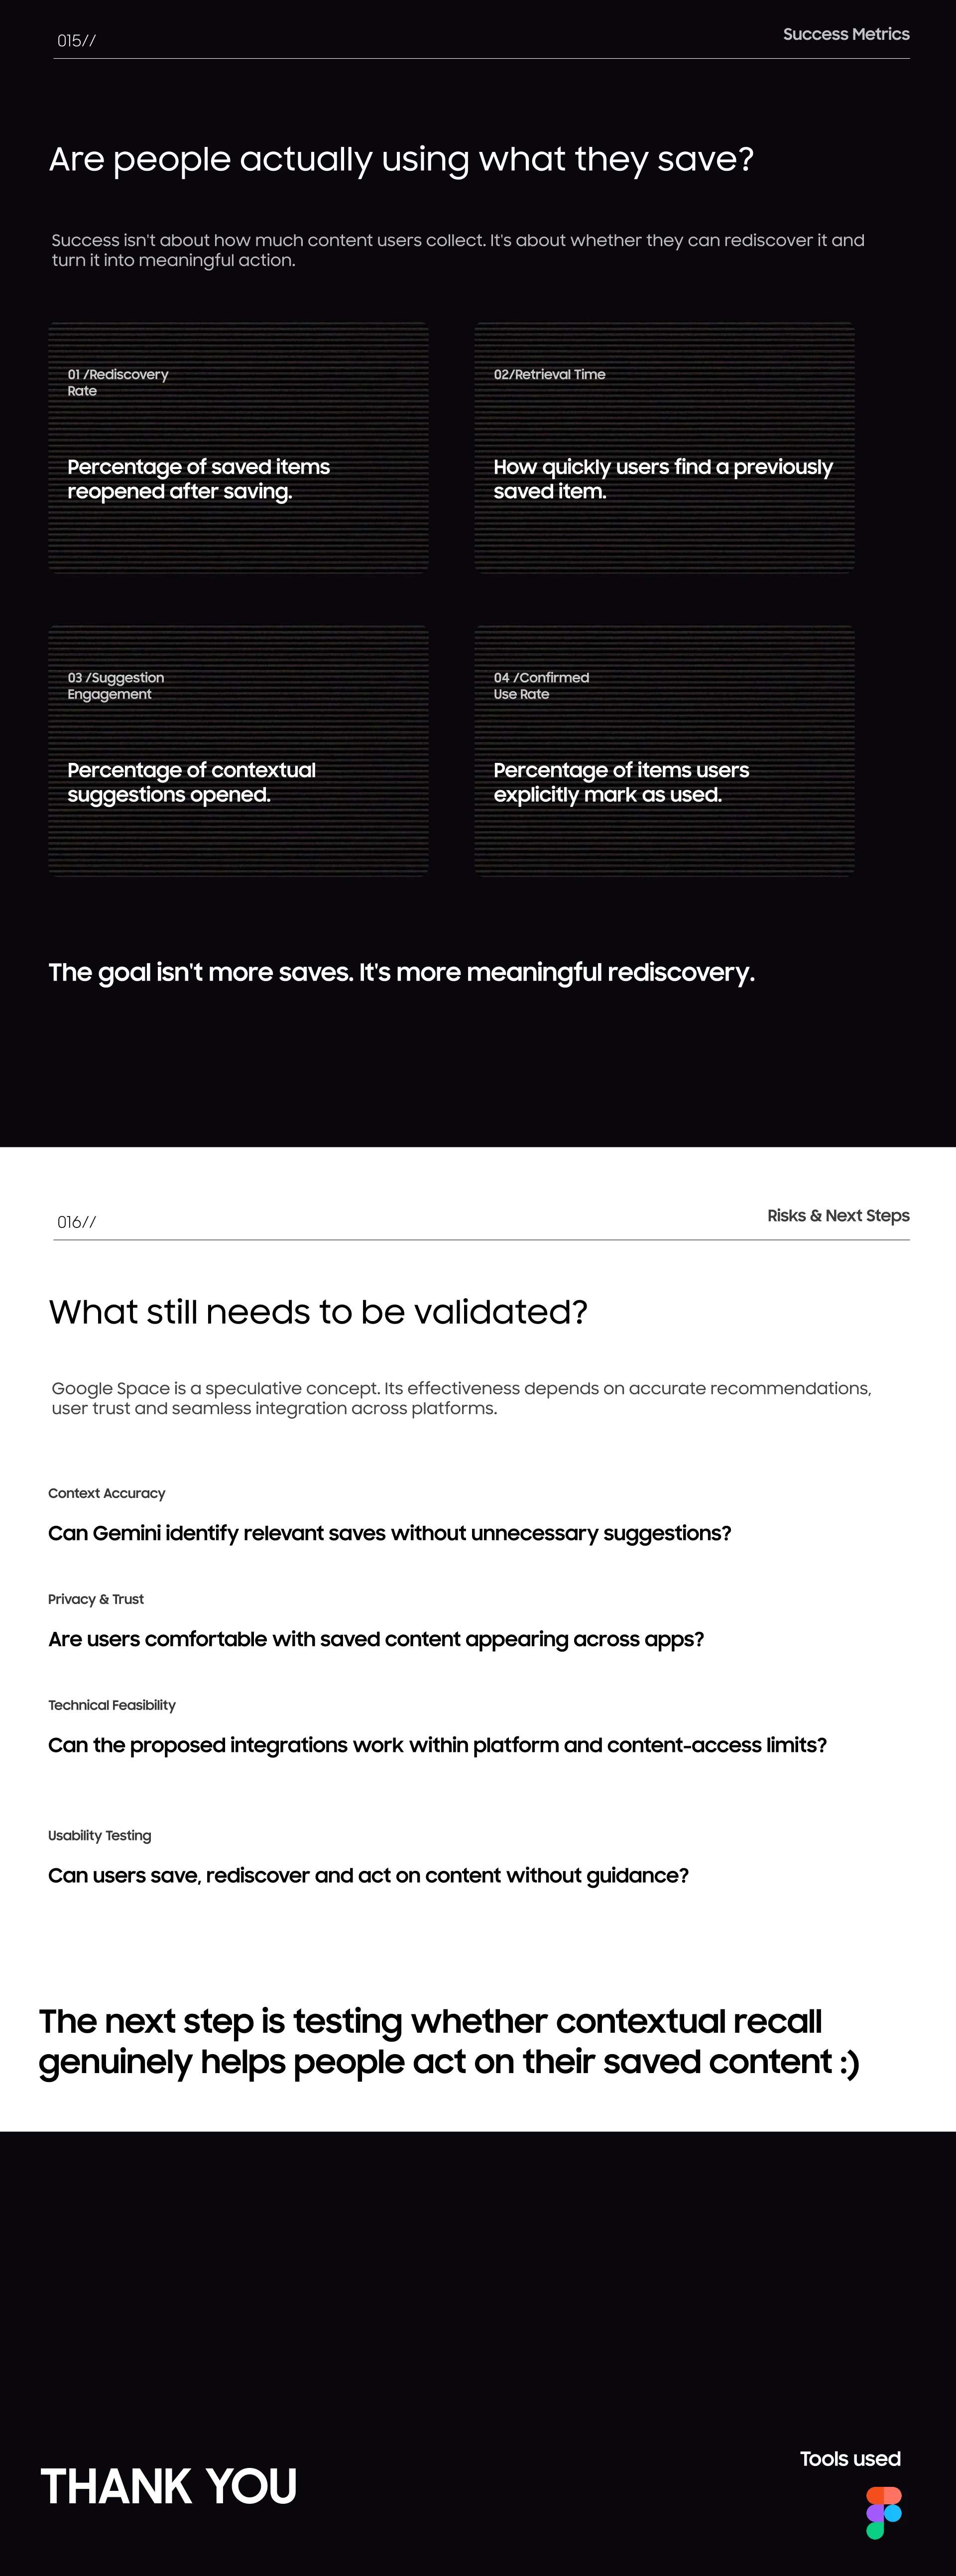 015//
Success Metrics
Are people actually using what they save?
Success isn't about how much content users collect. It's about whether they can rediscover it and
turn it into meaningful action.
01 /Rediscovery
Rate
Percentage of saved items
reopened after saving.
02/Retrieval Time
How quickly users find a previously
saved item.
03 /Suggestion
Engagement
Percentage of contextual
suggestions opened.
04 /Confirmed
Use Rate
Percentage of items users
explicitly mark as used.
The goal isn't more saves. It's more meaningful rediscovery.
016//
Risks & Next Steps
What still needs to be validated?
Google Space is a speculative concept. Its effectiveness depends on accurate recommendations,
user trust and seamless integration across platforms.
Context Accuracy
Can Gemini identify relevant saves without unnecessary suggestions?
Privacy & Trust
Are users comfortable with saved content appearing across apps?
Technical Feasibility
Can the proposed integrations work within platform and content-access limits?
Usability Testing
Can users save, rediscover and act on content without guidance?
The next step is testing whether contextual recall
genuinely helps people act on their saved content :)
Tools used
THANK YOU